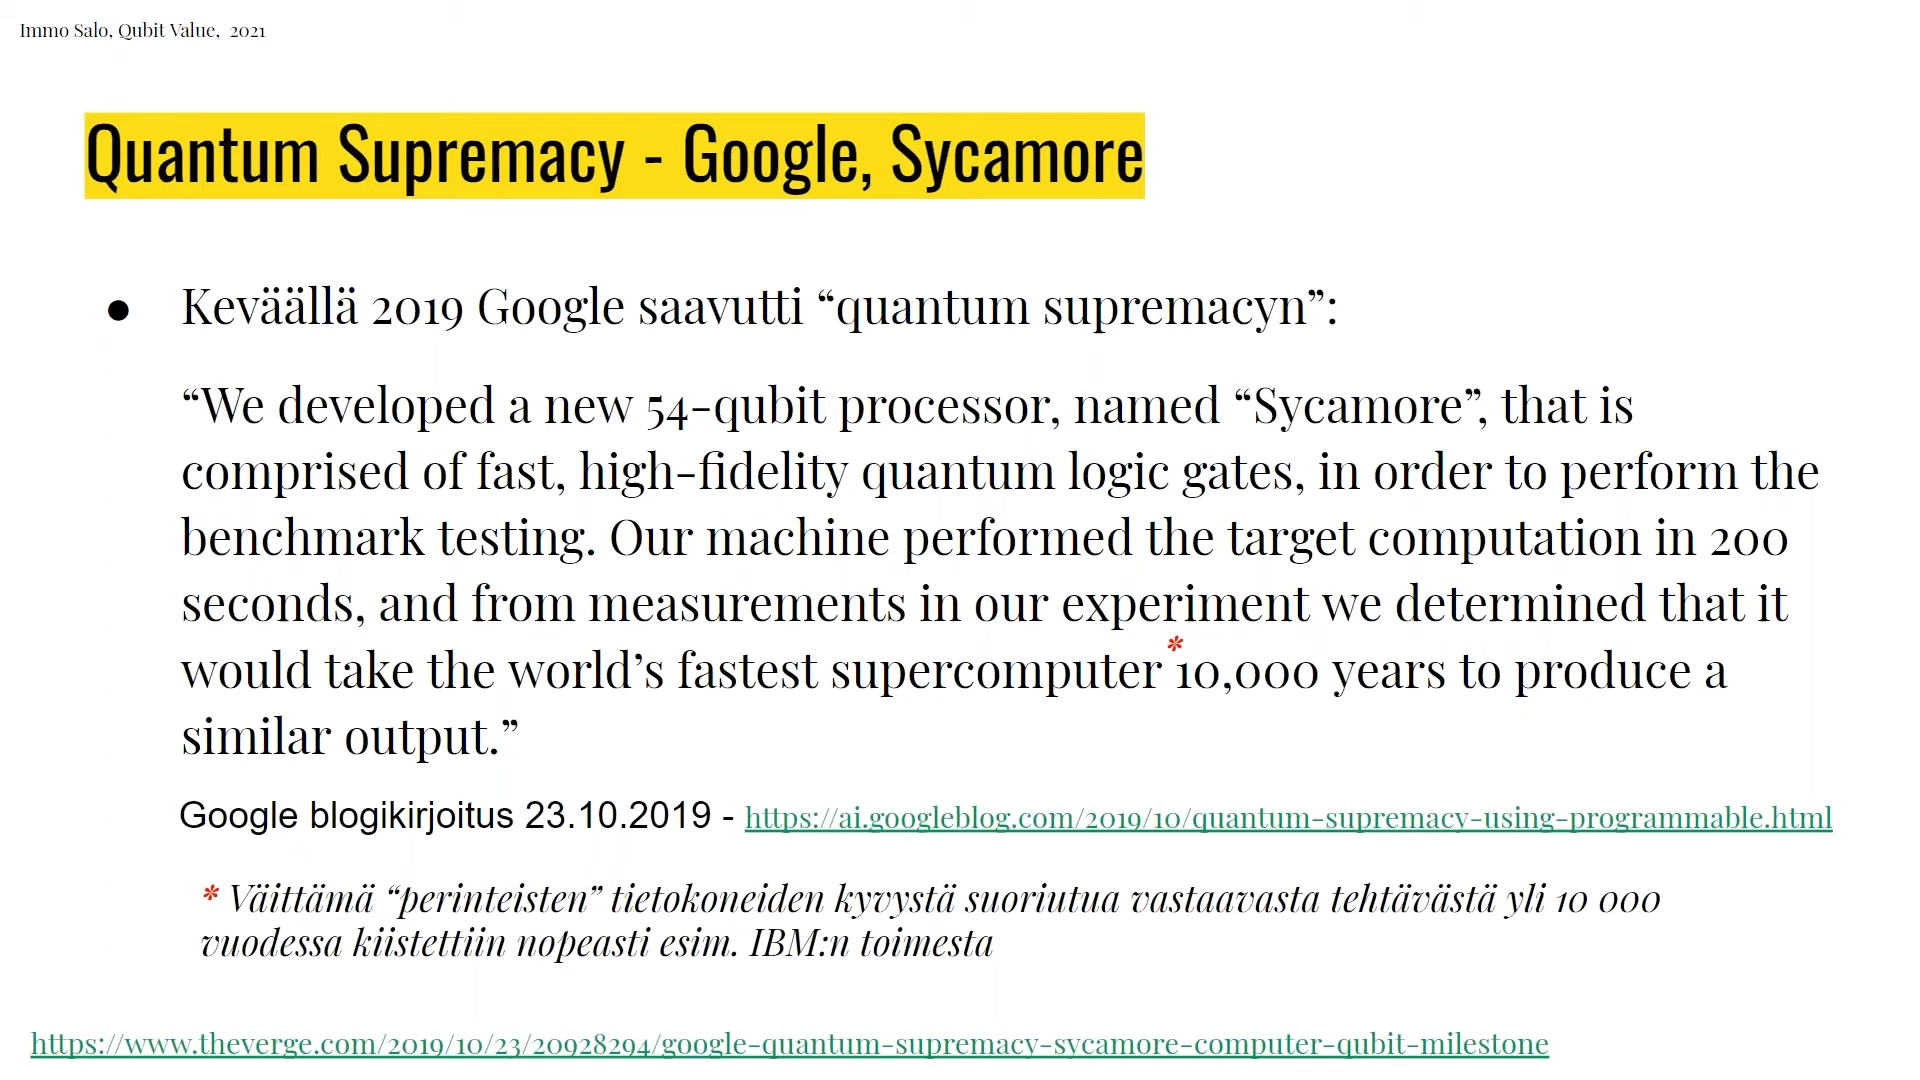 Immo Salo, Qubit Value, 2021
Quantum Supremacy - Google, Sycamore
● Keväällä 2019 Google saavutti “quantum supremacyn”:
“We developed a new 54-qubit processor, named “Sycamore”, that is
comprised of fast, high-fidelity quantum logic gates, in order to perform the
benchmark testing. Our machine performed the target computation in 200
seconds, and from measurements in our experiment we determined that it
would take the world’s fastest supercomputer * 10,000 years to produce a
similar output.”
Google blogikirjoitus 23.10.2019 - https://ai.googleblog.com/2019/10/quantum-supremacy-using-programmable.html
* Väittämä “perinteisten” tietokoneiden kyvystä suoriutua vastaavasta tehtävästä yli 10 000
vuodessa kiistettiin nopeasti esim. IBM:n toimesta
https://www.theverge.com/2019/10/23/20928294/google-quantum-supremacy-sycamore-computer-qubit-milestone